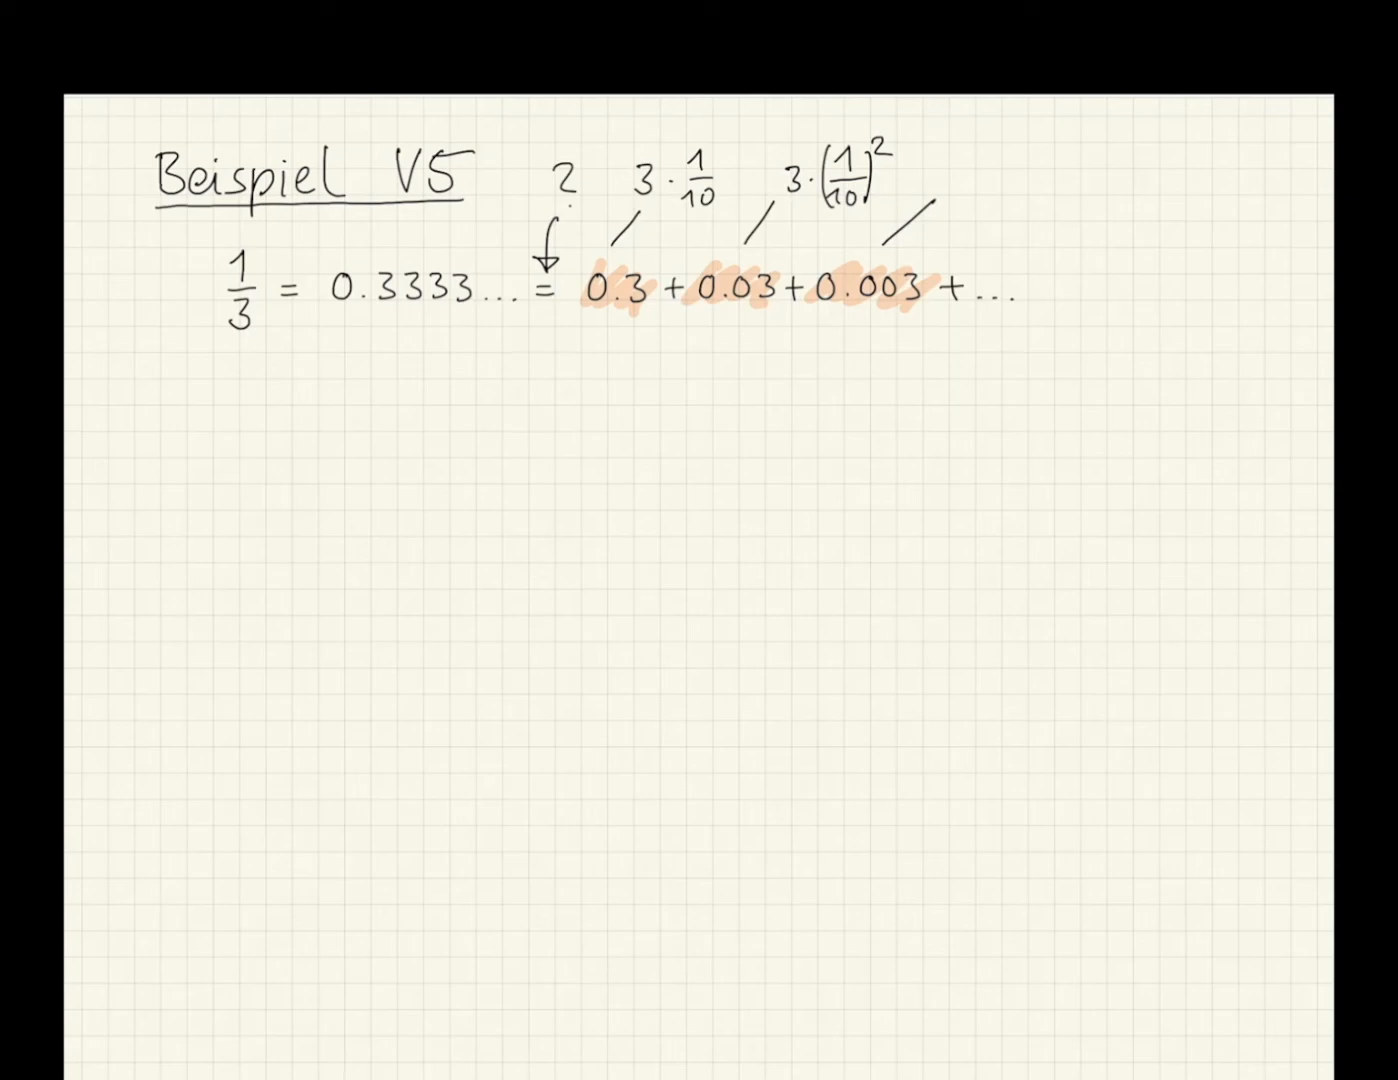 Beispiel V5 ? 3 · 1/10 3 · (1/10)²
1/3 = 0.3333... = 0.3 + 0.03 + 0.003 + ...